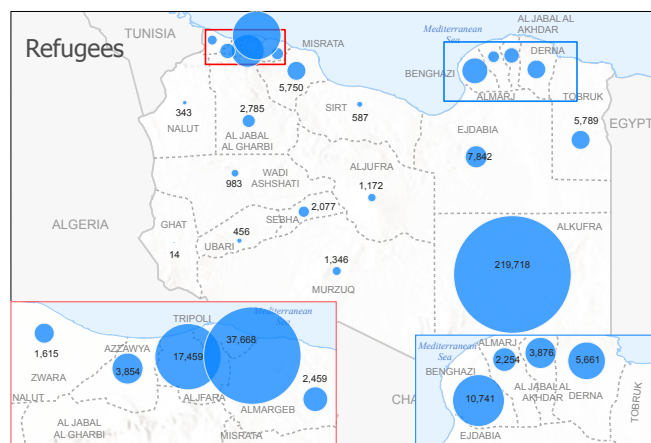 Refugees
TUNISIA
MISRATA
Mediterranean
Sea
AL JABAL AL
AKHDAR
DERNA
BENGHAZI
ALMARJ
TOBRUK
5,750
SIRT
587
343
NALUT
2,785
AL JABAL
AL GHARBI
EJDABIA
7,842
5,789
EGYPT
983
WADI
ASHSHATI
ALJUFRA
1,172
ALGERIA
GHAT
14
UBARI
456
SEBHA
2,077
ALKUFRA
219,718
1,346
MURZUQ
CHA
1,615
ZWARA
NALUT
AZZAWYA
3,854
TRIPOLI
17,459
ALJFARA
37,668
Mediterranean
Sea
2,459
ALMARGEB
AL JABAL
AL GHARBI
MISRATA
Mediterranean
Sea
ALMARJ
2,254
3,876
5,661
BENGHAZI
10,741
AL JABAL AL
AKHDAR
DERNA
TOBRUK
EJDABIA